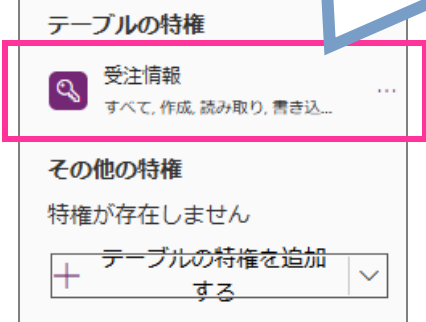 テーブルの特権
受注情報
すべて, 作成, 読み取り, 書き込...
その他の特権
特権が存在しません
テーブルの特権を追加
する